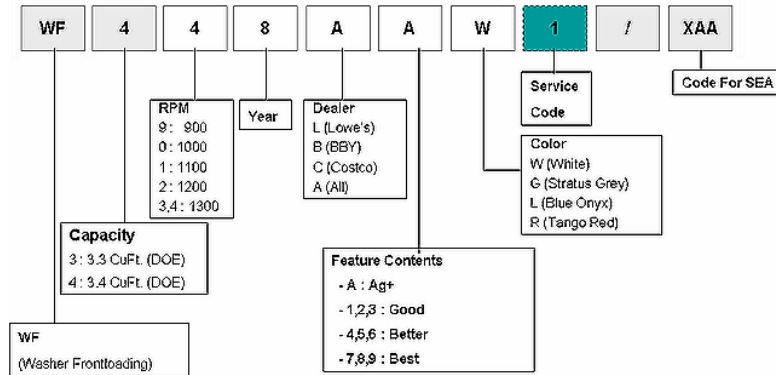 WF 4 4 8 A A W 1 / XAA
Code For SEA
Service
Code
RPM
9 : 900
0 : 1000
1 : 1100
2 : 1200
3,4 : 1300
Year
Dealer
L (Lowe's)
B (BBY)
C (Costco)
A (All)
Color
W (White)
G (Stratus Grey)
L (Blue Onyx)
R (Tango Red)
Capacity
3 : 3.3 CuFt. (DOE)
4 : 3.4 CuFt. (DOE)
Feature Contents
- A : Ag+
- 1,2,3 : Good
- 4,5,6 : Better
- 7,8,9 : Best
WF
(Washer Frontloading)